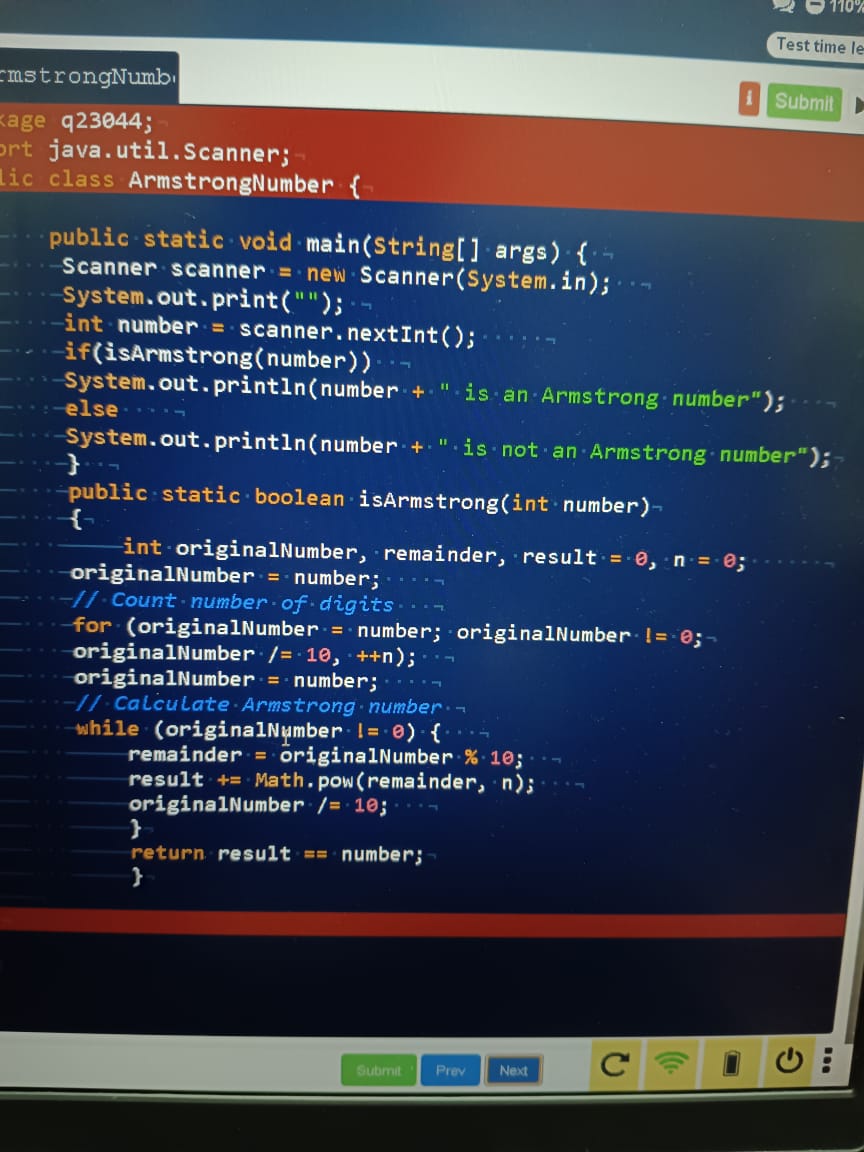 110%
Test time le
rmstrongNumb
i Submit
kage q23044;
ort java.util.Scanner;
lic class ArmstrongNumber {
public static void main(String[] args) {
Scanner scanner = new Scanner(System.in);
System.out.print("");
int number = scanner.nextInt();
if(isArmstrong(number))
System.out.println(number + " is an Armstrong number");
else
System.out.println(number + " is not an Armstrong number");
}
public static boolean isArmstrong(int number)
{
int originalNumber, remainder, result = 0, n = 0;
originalNumber = number;
// Count number of digits
for (originalNumber = number; originalNumber != 0;
originalNumber /= 10, ++n);
originalNumber = number;
// Calculate Armstrong number
while (originalNumber != 0) {
remainder = originalNumber % 10;
result += Math.pow(remainder, n);
originalNumber /= 10;
}
return result == number;
}
Submit Prev Next